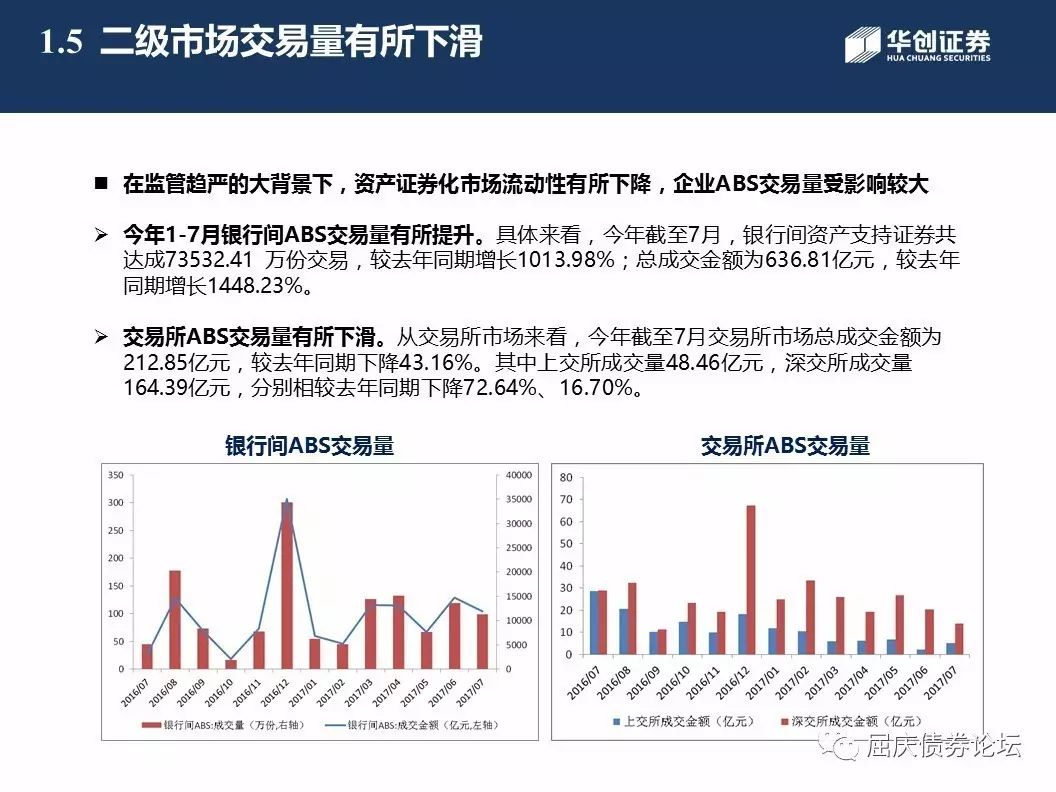 1.5 二级市场交易量有所下滑
华创证券
HUA CHUANG SECURITIES
■ 在监管趋严的大背景下，资产证券化市场流动性有所下降，企业ABS交易量受影响较大
➢ 今年1-7月银行间ABS交易量有所提升。具体来看，今年截至7月，银行间资产支持证券共
达成73532.41 万份交易，较去年同期增长1013.98%；总成交金额为636.81亿元，较去年
同期增长1448.23%。
➢ 交易所ABS交易量有所下滑。从交易所市场来看，今年截至7月交易所市场总成交金额为
212.85亿元，较去年同期下降43.16%。其中上交所成交量48.46亿元，深交所成交量
164.39亿元，分别相较去年同期下降72.64%、16.70%。
银行间ABS交易量
350 40000
300 35000
30000
250 25000
200 20000
150 15000
100 10000
50 5000
0 0
2016/07 2016/08 2016/09 2016/10 2016/11 2016/12 2017/01 2017/02 2017/03 2017/04 2017/05 2017/06 2017/07
银行间ABS:成交量（万份,右轴） 银行间ABS:成交金额（亿元,左轴）
交易所ABS交易量
80
70
60
50
40
30
20
10
0
2016/07 2016/08 2016/09 2016/10 2016/11 2016/12 2017/01 2017/02 2017/03 2017/04 2017/05 2017/06 2017/07
上交所成交金额（亿元） 深交所成交金额（亿元）
屈庆债券论坛